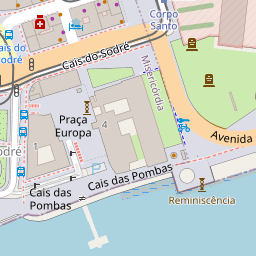 Corpo
Santo
Cais do Sodré
Cais do
Sodré
Misericórdia
Praça
Europa
4
Avenida
1
Cais das Pombas
Cais das
Pombas
Reminiscência